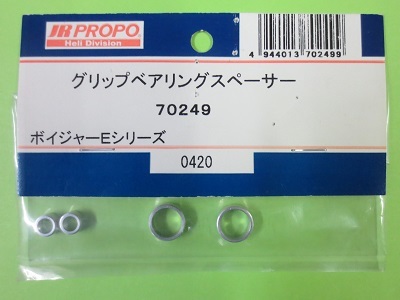 JR PROPO
Heli Division
4 944013 702499
グリップベアリングスペーサー
70249
ボイジャーEシリーズ
0420